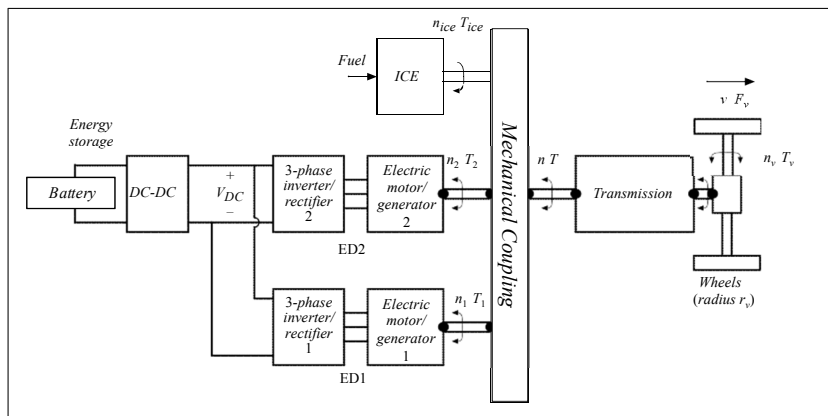 n_ice T_ice
Fuel
ICE
v F_v
Energy
storage
Battery
DC-DC
+
V_DC
−
3-phase
inverter/
rectifier
2
Electric
motor/
generator
2
n_2 T_2
Mechanical Coupling
n T
Transmission
n_v T_v
ED2
Wheels
(radius r_v)
3-phase
inverter/
rectifier
1
Electric
motor/
generator
1
n_1 T_1
ED1